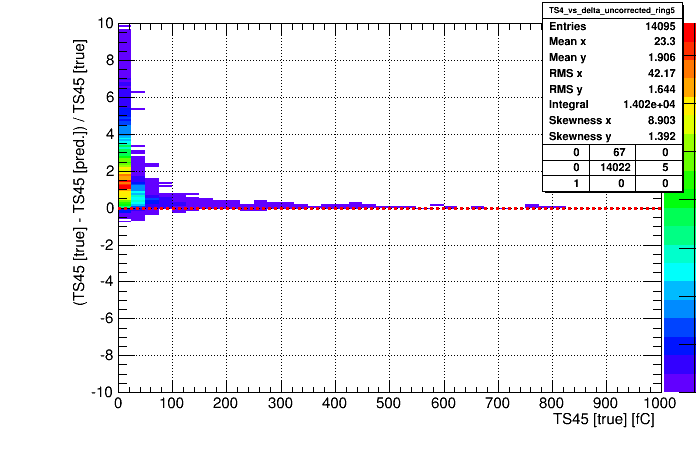 TS4_vs_delta_uncorrected_ring5
Entries 14095
Mean x 23.3
Mean y 1.906
RMS x 42.17
RMS y 1.644
Integral 1.402e+04
Skewness x 8.903
Skewness y 1.392
0 67 0
0 14022 5
1 0 0
(TS45 [true] - TS45 [pred.]) / TS45 [true]
10
8
6
4
2
0
-2
-4
-6
-8
-10
0 100 200 300 400 500 600 700 800 900 1000
TS45 [true] [fC]